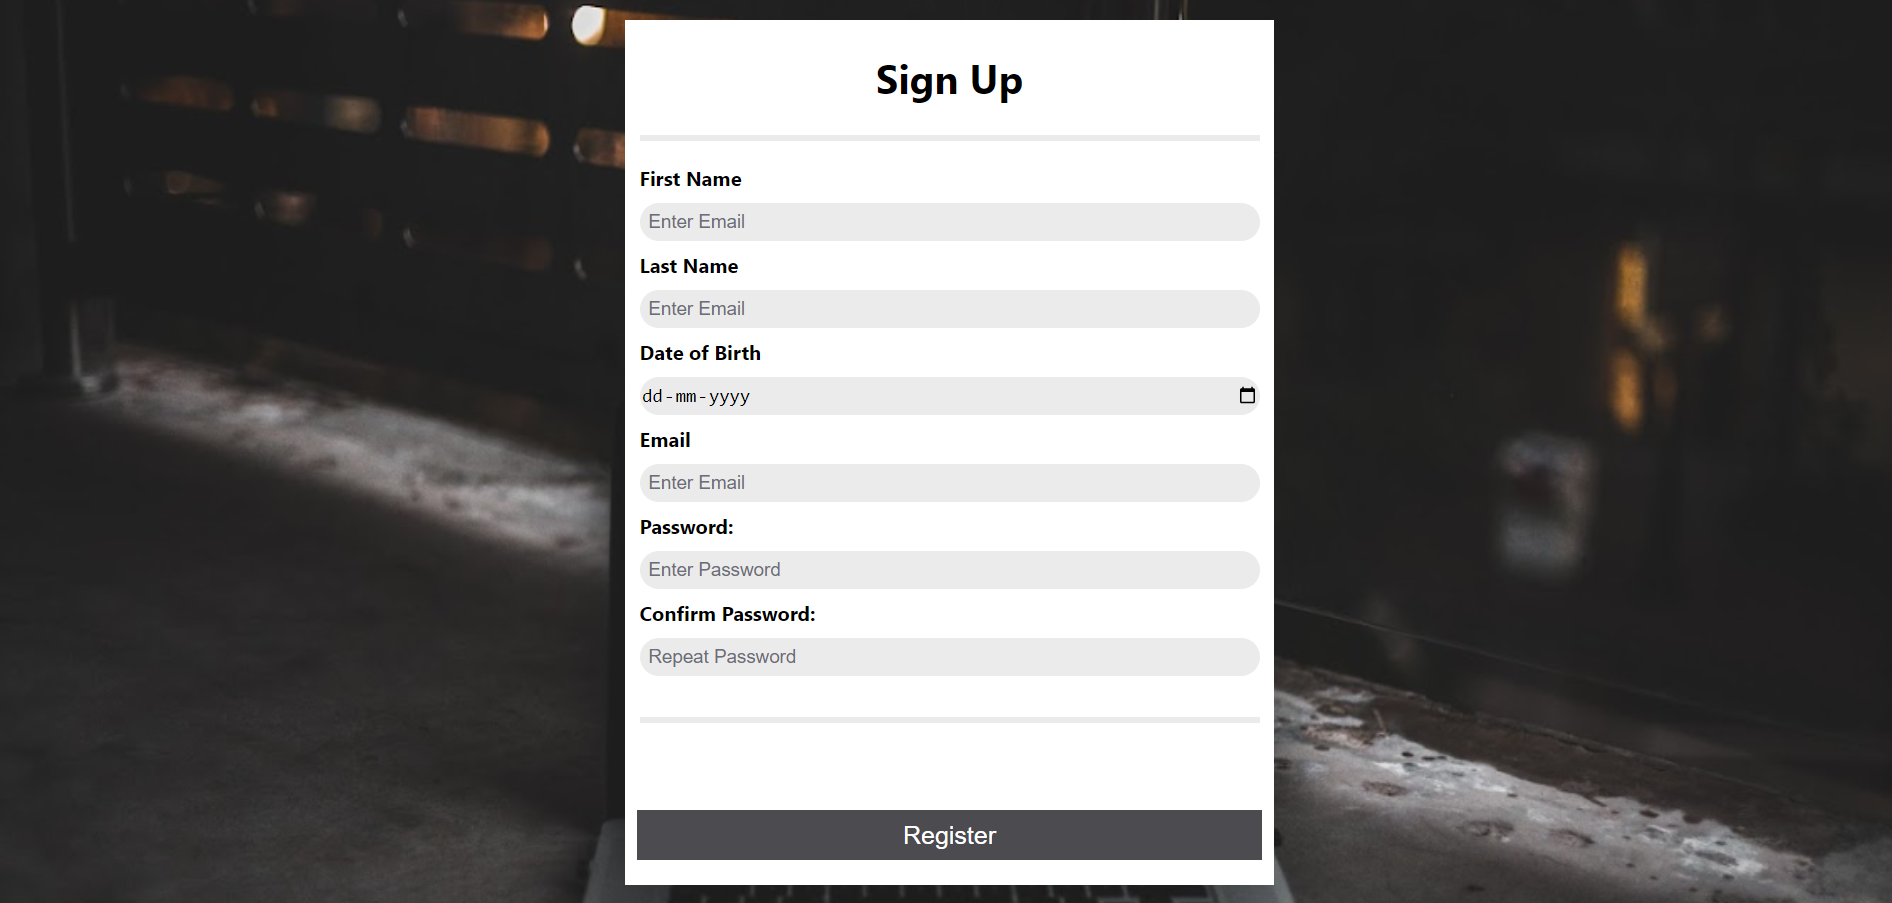 Sign Up
First Name
Enter Email
Last Name
Enter Email
Date of Birth
dd-mm-yyyy
Email
Enter Email
Password:
Enter Password
Confirm Password:
Repeat Password
Register